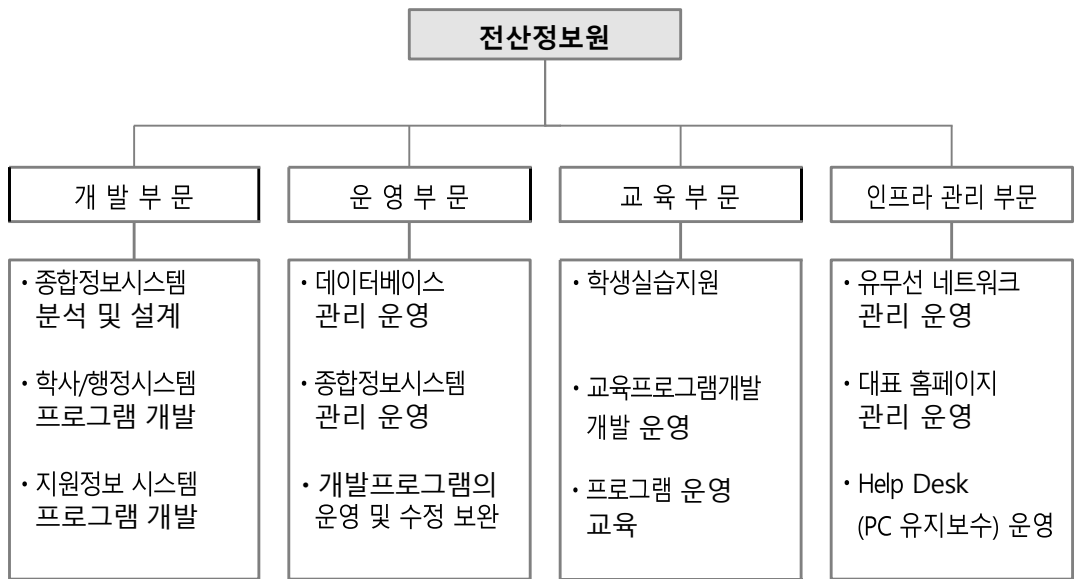 전산정보원
개 발 부 문
운 영 부 문
교 육 부 문
인프라 관리 부문
· 종합정보시스템
분석 및 설계
· 학사/행정시스템
프로그램 개발
· 지원정보 시스템
프로그램 개발
· 데이터베이스
관리 운영
· 종합정보시스템
관리 운영
· 개발프로그램의
운영 및 수정 보완
· 학생실습지원
· 교육프로그램개발
개발 운영
· 프로그램 운영
교육
· 유무선 네트워크
관리 운영
· 대표 홈페이지
관리 운영
· Help Desk
(PC 유지보수) 운영